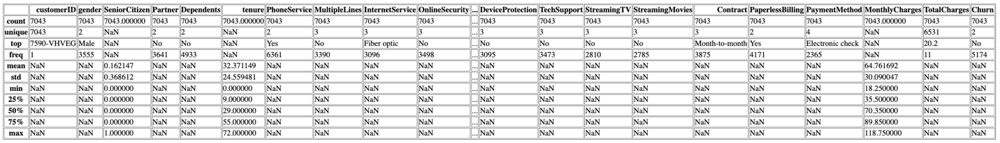 customerID gender SeniorCitizen Partner Dependents tenure PhoneService MultipleLines InternetService OnlineSecurity ... DeviceProtection TechSupport StreamingTV StreamingMovies Contract PaperlessBilling PaymentMethod MonthlyCharges TotalCharges Churn
count 7043 7043 7043.000000 7043 7043 7043.000000 7043 7043 7043 7043 ... 7043 7043 7043 7043 7043 7043 7043 7043.000000 7043 7043
unique 7043 2 NaN 2 2 NaN 2 3 3 3 ... 3 3 3 3 3 2 4 NaN 6531 2
top 7590-VHVEG Male NaN No No NaN Yes No Fiber optic No ... No No No No Month-to-month Yes Electronic check NaN 20.2 No
freq 1 3555 NaN 3641 4933 NaN 6361 3390 3096 3498 ... 3095 3473 2810 2785 3875 4171 2365 NaN 11 5174
mean NaN NaN 0.162147 NaN NaN 32.371149 NaN NaN NaN NaN ... NaN NaN NaN NaN NaN NaN NaN 64.761692 NaN NaN
std NaN NaN 0.368612 NaN NaN 24.559481 NaN NaN NaN NaN ... NaN NaN NaN NaN NaN NaN NaN 30.090047 NaN NaN
min NaN NaN 0.000000 NaN NaN 0.000000 NaN NaN NaN NaN ... NaN NaN NaN NaN NaN NaN NaN 18.250000 NaN NaN
25% NaN NaN 0.000000 NaN NaN 9.000000 NaN NaN NaN NaN ... NaN NaN NaN NaN NaN NaN NaN 35.500000 NaN NaN
50% NaN NaN 0.000000 NaN NaN 29.000000 NaN NaN NaN NaN ... NaN NaN NaN NaN NaN NaN NaN 70.350000 NaN NaN
75% NaN NaN 0.000000 NaN NaN 55.000000 NaN NaN NaN NaN ... NaN NaN NaN NaN NaN NaN NaN 89.850000 NaN NaN
max NaN NaN 1.000000 NaN NaN 72.000000 NaN NaN NaN NaN ... NaN NaN NaN NaN NaN NaN NaN 118.750000 NaN NaN